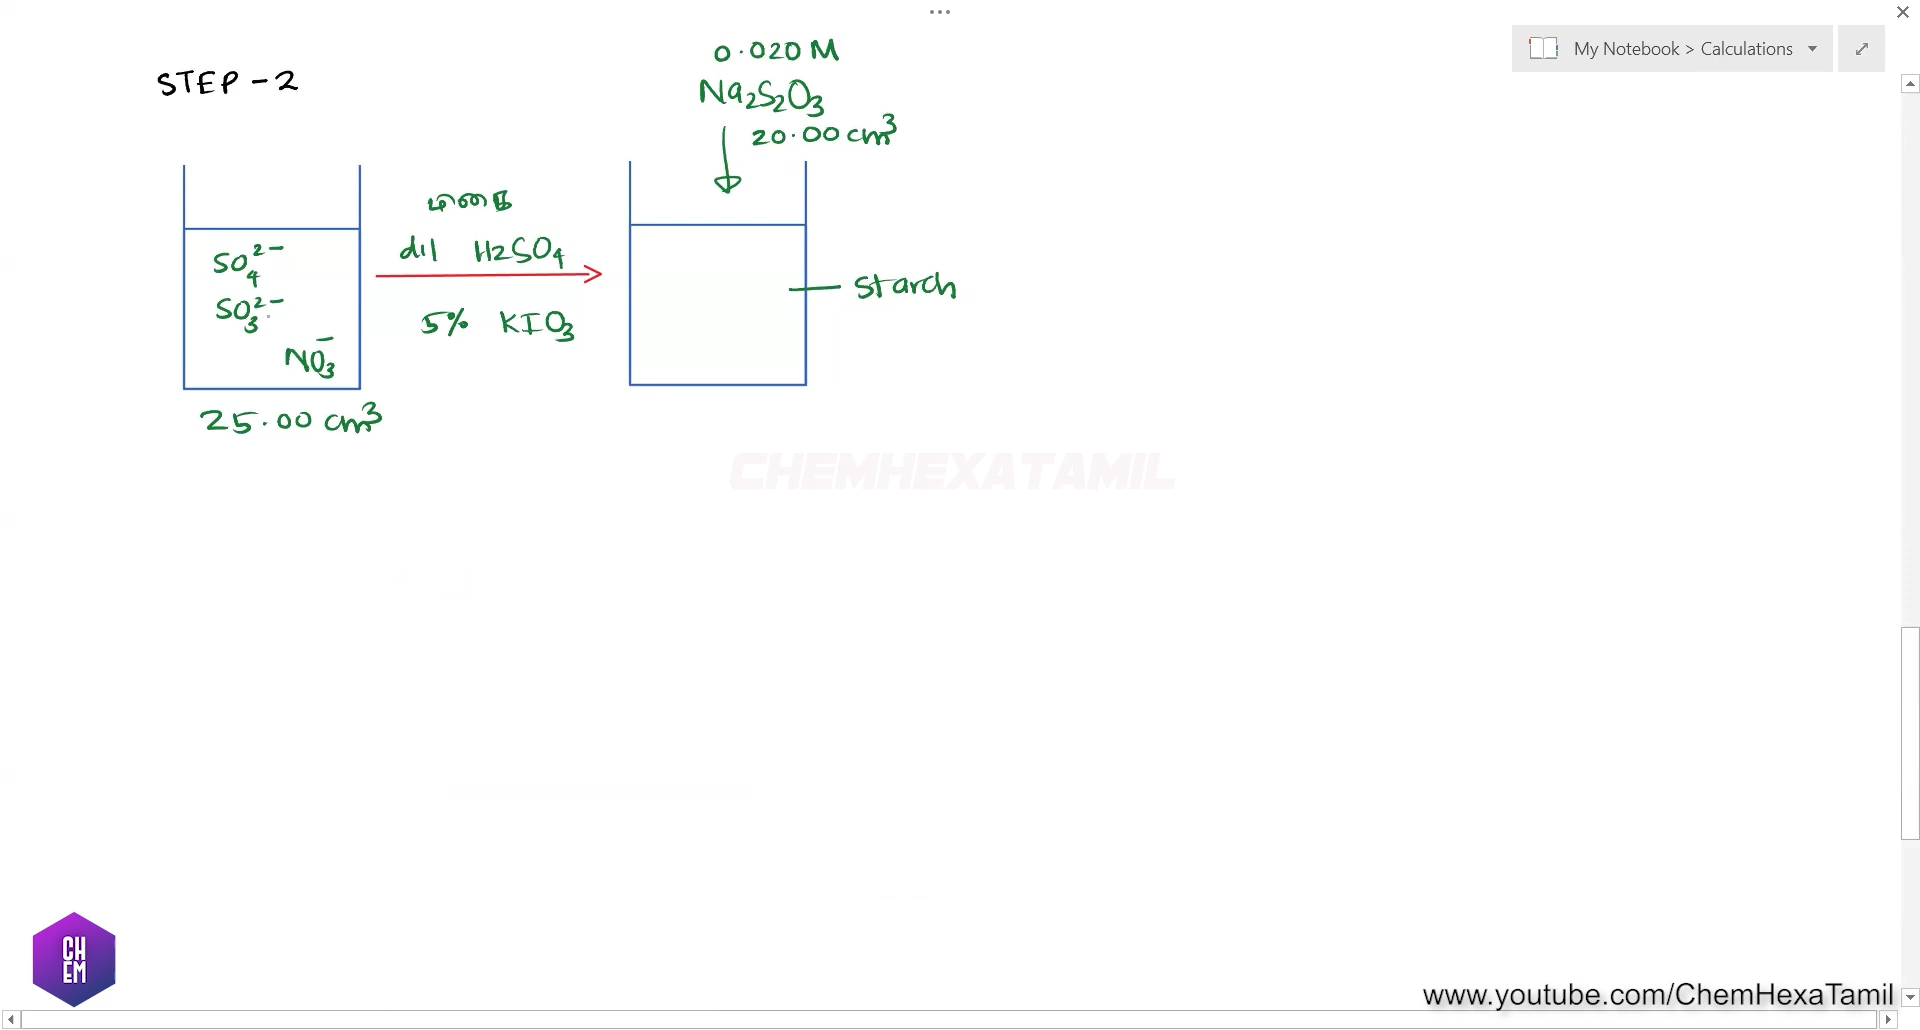 My Notebook > Calculations
STEP - 2
0.020 M
Na₂S₂O₃
20.00 cm³
மிகை
dil H₂SO₄
5% KIO₃
SO₄²⁻
SO₃²⁻
NO₃⁻
25.00 cm³
Starch
CHEMHEXATAMIL
CH
EM
www.youtube.com/ChemHexaTamil